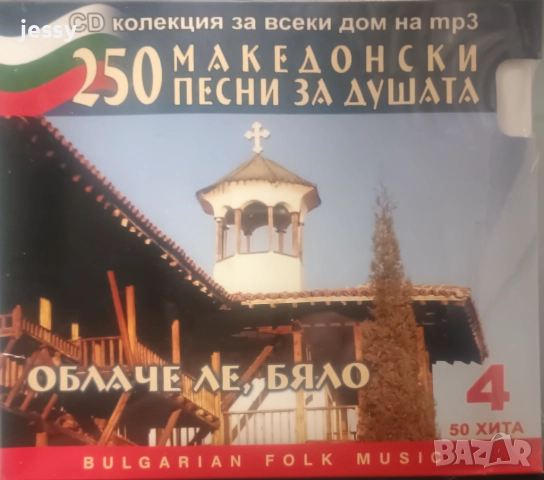 jessy
CD колекция за всеки дом на mp3
250 МАКЕДОНСКИ
ПЕСНИ ЗА ДУШАТА
ОБЛАЧЕ ЛЕ, БЯЛО
4
50 ХИТА
BULGARIAN FOLK MUSIC
BAZAR
jessy